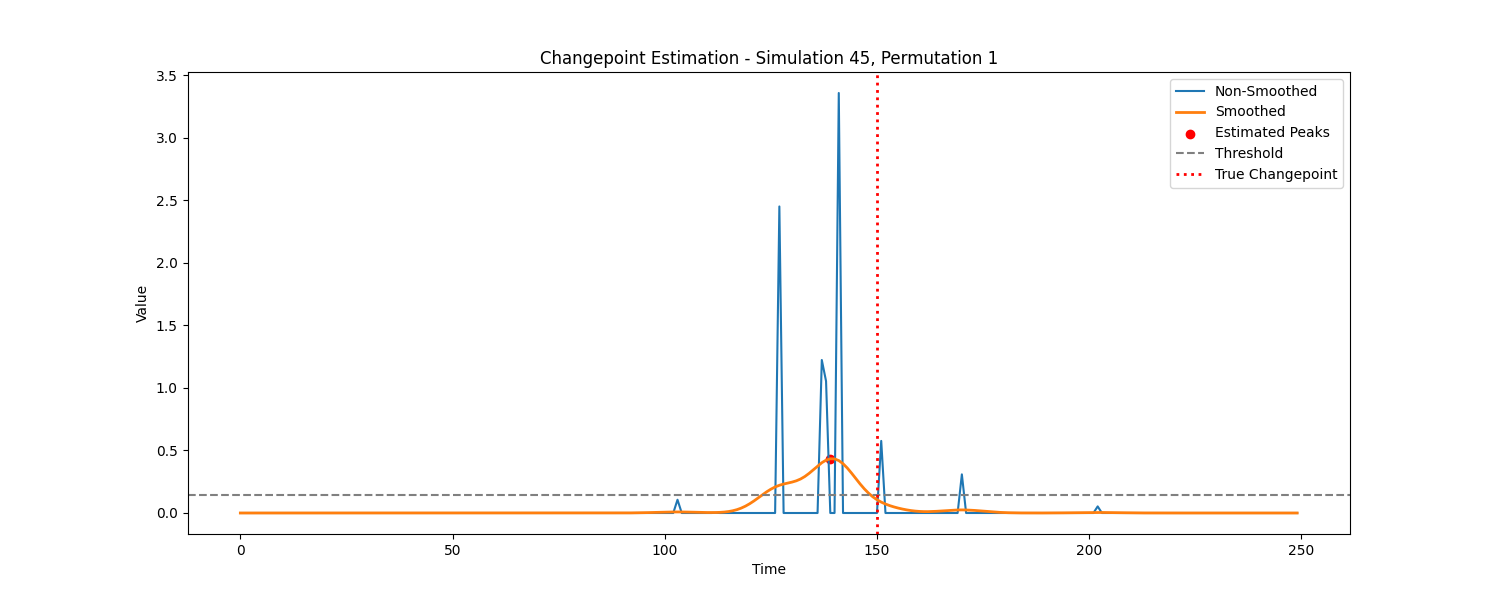 Changepoint Estimation - Simulation 45, Permutation 1
3.5
3.0
2.5
2.0
1.5
1.0
0.5
0.0
Value
0 50 100 150 200 250
Time
Non-Smoothed
Smoothed
Estimated Peaks
Threshold
True Changepoint